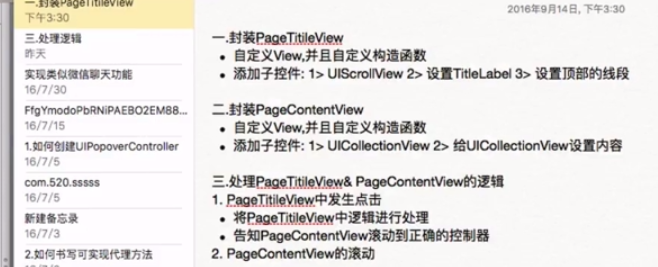 一.封装PageTitileView
下午3:30
三.处理逻辑
昨天
实现类似微信聊天功能
16/7/30
FfgYmodoPbRNiPAEBO2EM88...
16/7/15
1.如何创建UIPopoverController
16/7/5
com.520.sssss
16/7/5
新建备忘录
16/7/3
2.如何书写可实现代理方法
2016年9月14日, 下午3:30
一.封装PageTitileView
• 自定义View,并且自定义构造函数
• 添加子控件: 1> UIScrollView 2> 设置TitleLabel 3> 设置顶部的线段
二.封装PageContentView
• 自定义View,并且自定义构造函数
• 添加子控件: 1> UICollectionView 2> 给UICollectionView设置内容
三.处理PageTitileView& PageContentView的逻辑
1. PageTitileView中发生点击
• 将PageTitileView中逻辑进行处理
• 告知PageContentView滚动到正确的控制器
2. PageContentView的滚动